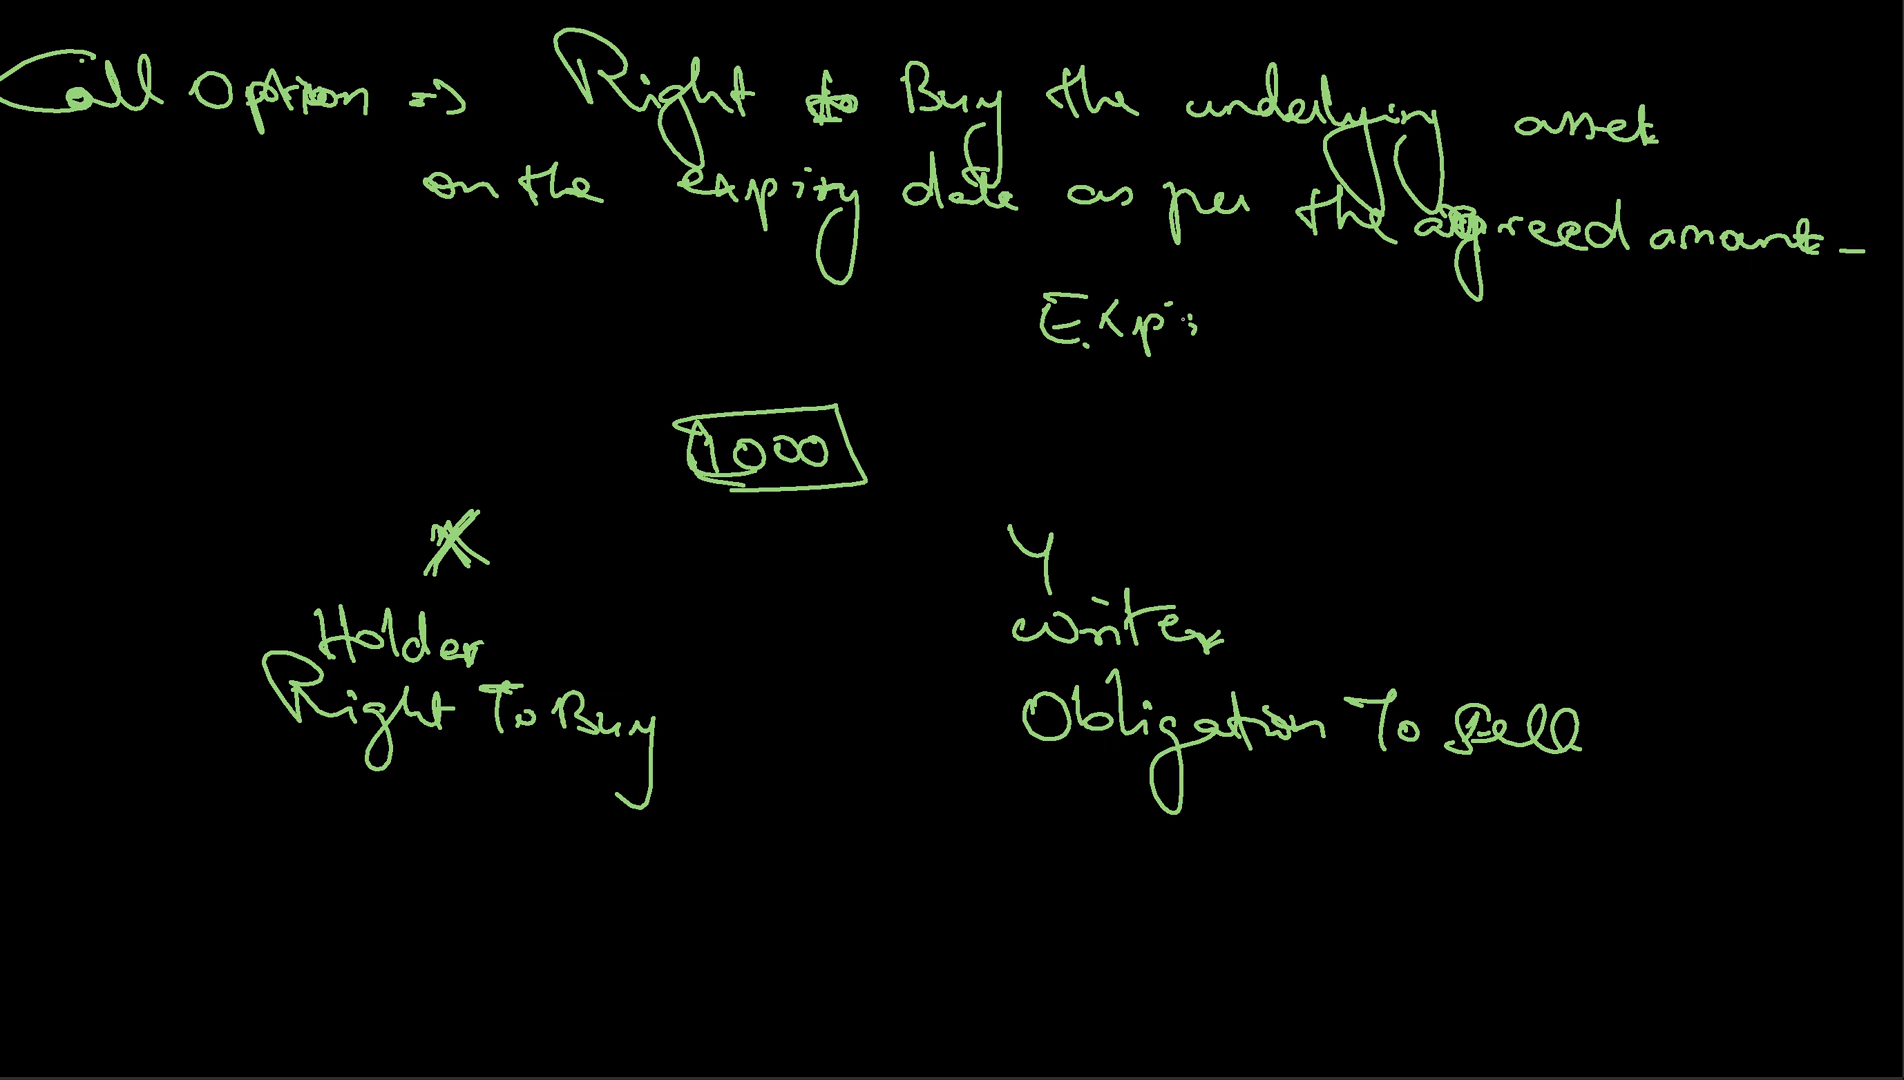 Call Option => Right to Buy the underlying asset
on the expiry date as per the agreed amount -
Exp:
1000
X Y
Holder Writer
Right To Buy Obligation To Sell